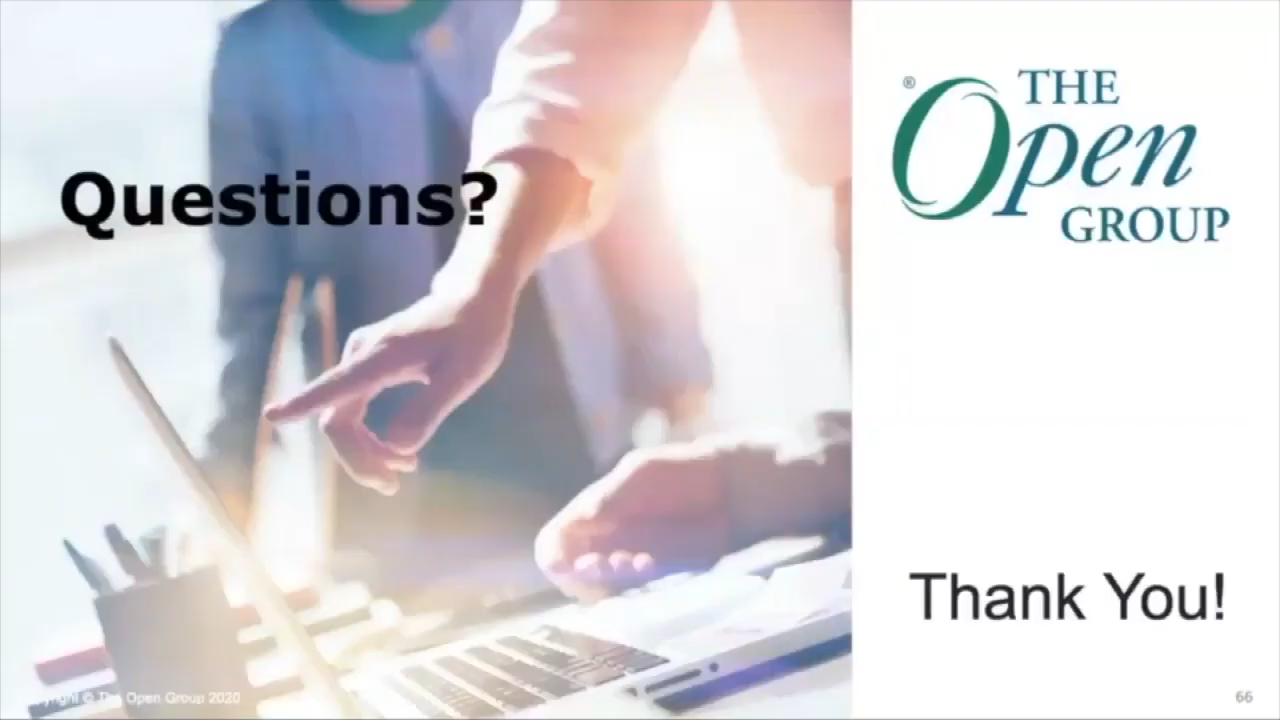 Questions?
®
THE
Open
GROUP
Thank You!
© The Open Group 2020
66